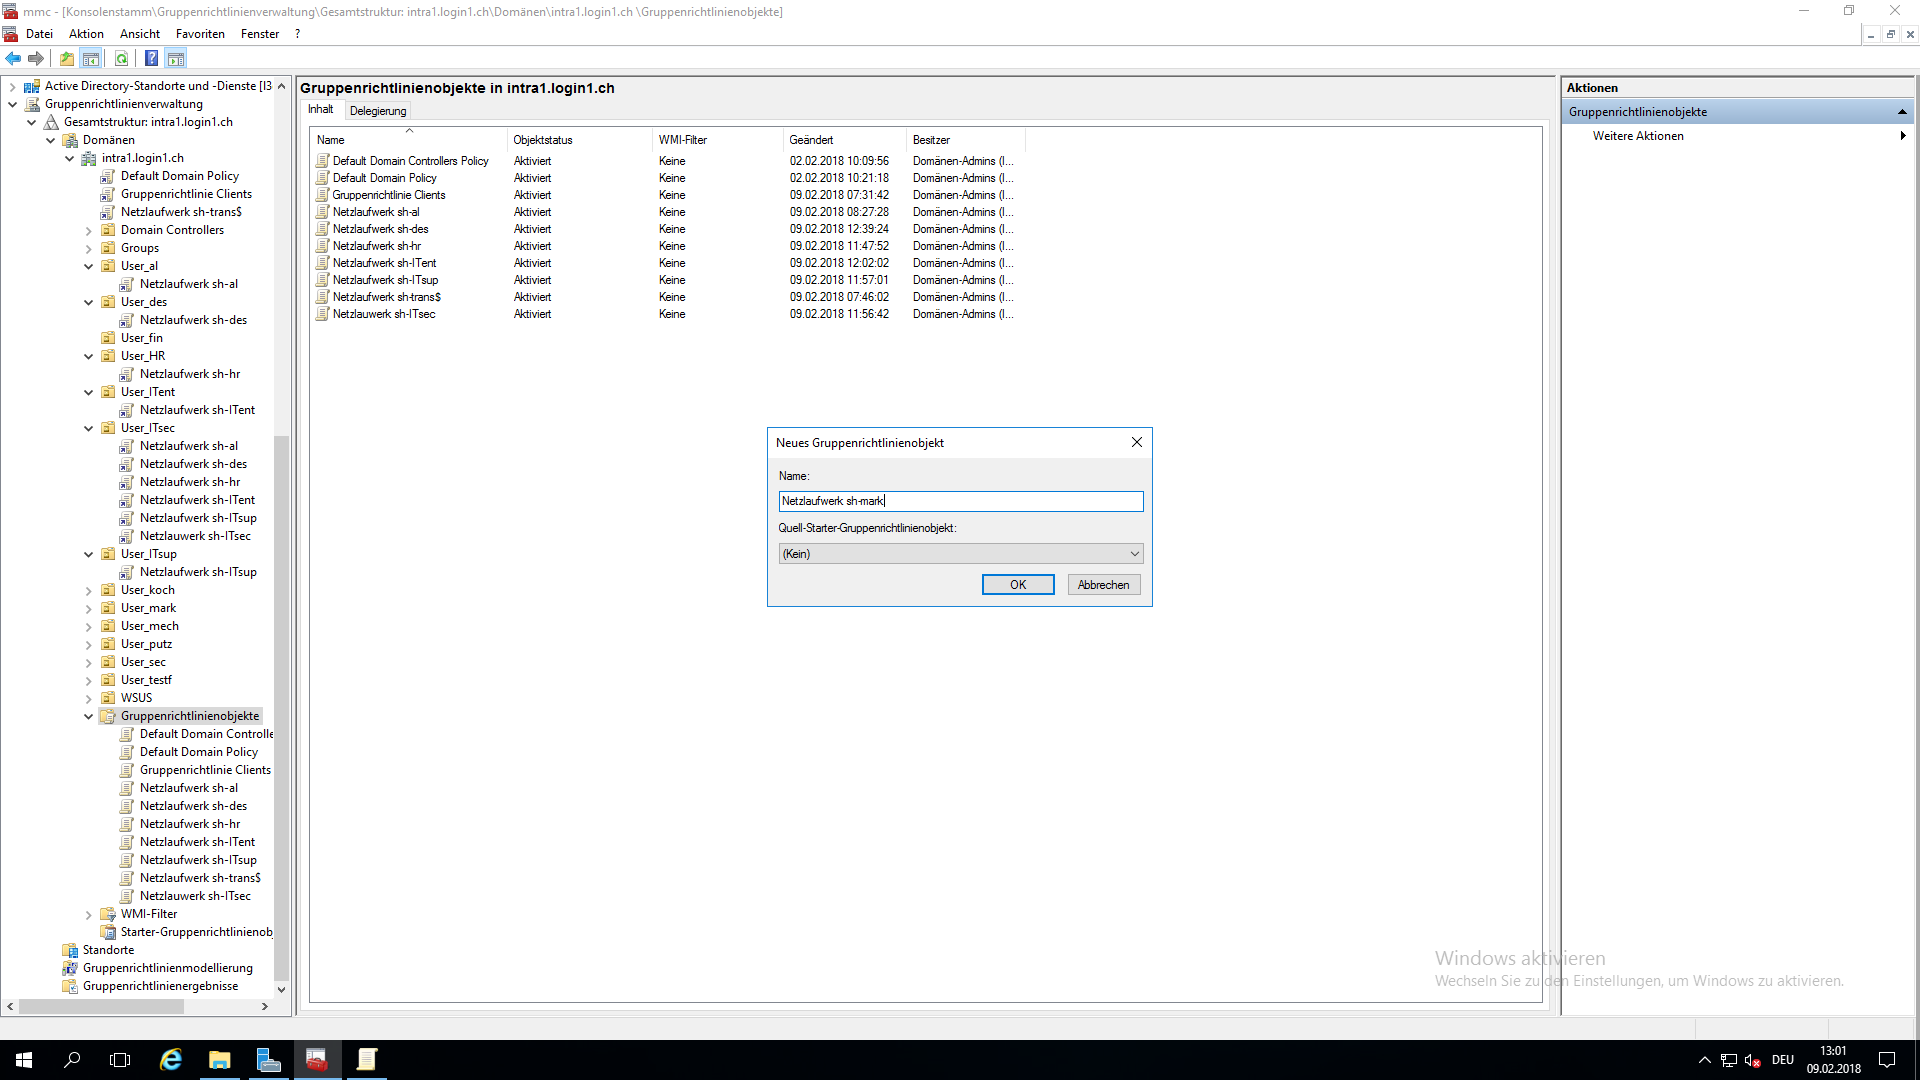 mmc - [Konsolenstamm\Gruppenrichtlinienverwaltung\Gesamtstruktur: intra1.login1.ch\Domänen\intra1.login1.ch \Gruppenrichtlinienobjekte]
Datei Aktion Ansicht Favoriten Fenster ?
Active Directory-Standorte und -Dienste [I3
Gruppenrichtlinienverwaltung
Gesamtstruktur: intra1.login1.ch
Domänen
intra1.login1.ch
Default Domain Policy
Gruppenrichtlinie Clients
Netzlaufwerk sh-trans$
Domain Controllers
Groups
User_al
Netzlaufwerk sh-al
User_des
Netzlaufwerk sh-des
User_fin
User_HR
Netzlaufwerk sh-hr
User_ITent
Netzlaufwerk sh-ITent
User_ITsec
Netzlaufwerk sh-al
Netzlaufwerk sh-des
Netzlaufwerk sh-hr
Netzlaufwerk sh-ITent
Netzlaufwerk sh-ITsup
Netzlauwerk sh-ITsec
User_ITsup
Netzlaufwerk sh-ITsup
User_koch
User_mark
User_mech
User_putz
User_sec
User_testf
WSUS
Gruppenrichtlinienobjekte
Default Domain Controlle
Default Domain Policy
Gruppenrichtlinie Clients
Netzlaufwerk sh-al
Netzlaufwerk sh-des
Netzlaufwerk sh-hr
Netzlaufwerk sh-ITent
Netzlaufwerk sh-ITsup
Netzlaufwerk sh-trans$
Netzlauwerk sh-ITsec
WMI-Filter
Starter-Gruppenrichtlinienob
Standorte
Gruppenrichtlinienmodellierung
Gruppenrichtlinienergebnisse
Gruppenrichtlinienobjekte in intra1.login1.ch
Inhalt Delegierung
Name Objektstatus WMI-Filter Geändert Besitzer
Default Domain Controllers Policy Aktiviert Keine 02.02.2018 10:09:56 Domänen-Admins (I...
Default Domain Policy Aktiviert Keine 02.02.2018 10:21:18 Domänen-Admins (I...
Gruppenrichtlinie Clients Aktiviert Keine 09.02.2018 07:31:42 Domänen-Admins (I...
Netzlaufwerk sh-al Aktiviert Keine 09.02.2018 08:27:28 Domänen-Admins (I...
Netzlaufwerk sh-des Aktiviert Keine 09.02.2018 12:39:24 Domänen-Admins (I...
Netzlaufwerk sh-hr Aktiviert Keine 09.02.2018 11:47:52 Domänen-Admins (I...
Netzlaufwerk sh-ITent Aktiviert Keine 09.02.2018 12:02:02 Domänen-Admins (I...
Netzlaufwerk sh-ITsup Aktiviert Keine 09.02.2018 11:57:01 Domänen-Admins (I...
Netzlaufwerk sh-trans$ Aktiviert Keine 09.02.2018 07:46:02 Domänen-Admins (I...
Netzlauwerk sh-ITsec Aktiviert Keine 09.02.2018 11:56:42 Domänen-Admins (I...
Neues Gruppenrichtlinienobjekt
Name:
Netzlaufwerk sh-mark
Quell-Starter-Gruppenrichtlinienobjekt:
(Kein)
OK Abbrechen
Aktionen
Gruppenrichtlinienobjekte
Weitere Aktionen
Windows aktivieren
Wechseln Sie zu den Einstellungen, um Windows zu aktivieren.
DEU
13:01
09.02.2018